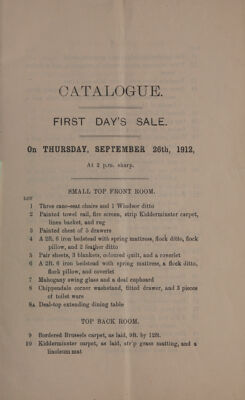 CATALOGUE.
FIRST DAY'S SALE.
On THURSDAY, SEPTEMBER 26th, 1912,
At 2 p.m. sharp.
SMALL TOP FRONT ROOM.
LOT
1 Three cane-seat chairs and 1 Windsor ditto
2 Painted towel rail, fire screen, strip Kidderminster carpet,
linen basket, and rug
3 Painted chest of 5 drawers
4 A 2ft. 6 iron bedstead with spring mattress, flock ditto, flock
pillow, and 2 feather ditto
5 Pair sheets, 3 blankets, coloured quilt, and a coverlet
6 A 2ft. 6 iron bedstead with spring mattress, a flock ditto,
flock pillow, and coverlet
7 Mahogany swing glass and a deal cupboard
8 Chippendale corner washstand, fitted drawer, and 3 pieces
of toilet ware
8A Deal-top extending dining table
TOP BACK ROOM.
9 Bordered Brussels carpet, as laid, 9ft. by 12ft.
10 Kidderminster carpet, as laid, strip grass matting, and a
linoleum mat